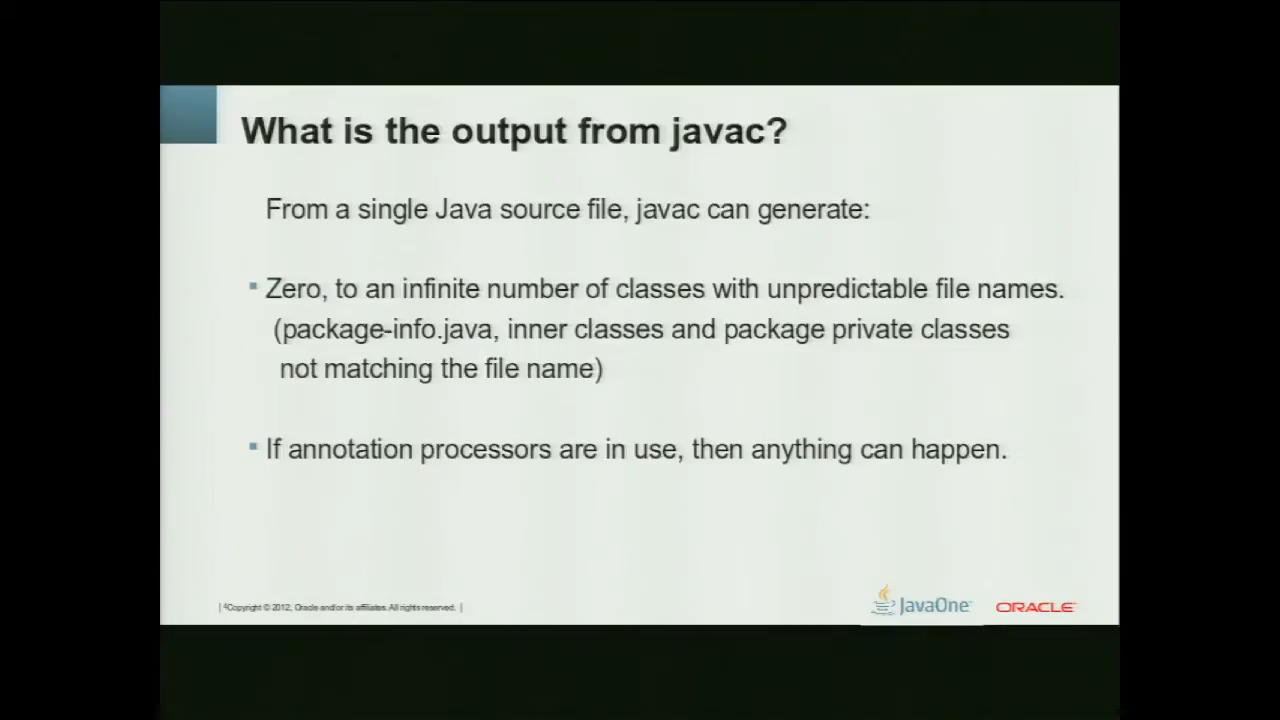 What is the output from javac?
From a single Java source file, javac can generate:
Zero, to an infinite number of classes with unpredictable file names.
(package-info.java, inner classes and package private classes
not matching the file name)
If annotation processors are in use, then anything can happen.
| 4Copyright © 2012, Oracle and/or its affiliates. All rights reserved. |
JavaOne™
ORACLE®